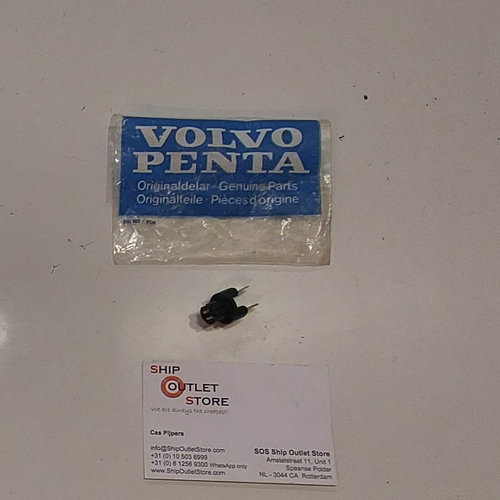 VOLVO
PENTA
Originaldelar · Genuine Parts
Originalteile · Pièces d'origine
SHIP
OUTLET
STORE
We are always the cheapest!
Cas Pijpers
info@ShipOutletStore.com
+31 (0) 10 503 6999
+31 (0) 6 1256 9300 WhatsApp only
www.ShipOutletStore.com
SOS Ship Outlet Store
Amstelstraat 11, Unit 1
Spaanse Polder
NL - 3044 CA Rotterdam